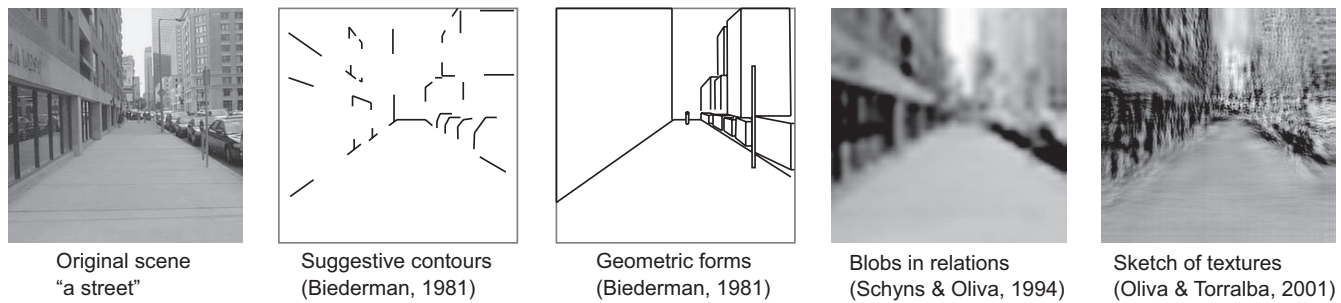 Original scene
“a street”
Suggestive contours
(Biederman, 1981)
Geometric forms
(Biederman, 1981)
Blobs in relations
(Schyns & Oliva, 1994)
Sketch of textures
(Oliva & Torralba, 2001)